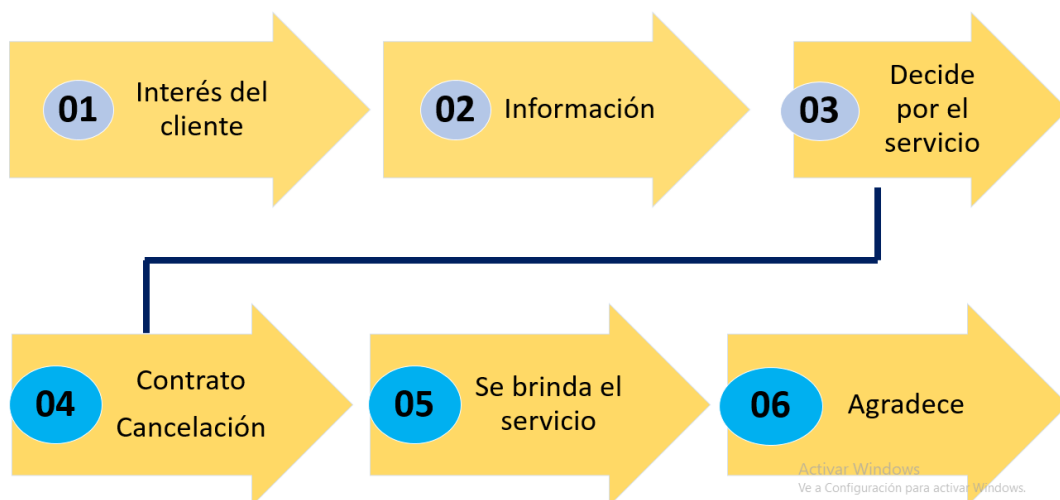 01
Interés del
cliente
02
Información
03
Decide
por el
servicio
04
Contrato
Cancelación
05
Se brinda el
servicio
06
Agradece
Activar Windows
Ve a Configuración para activar Windows.